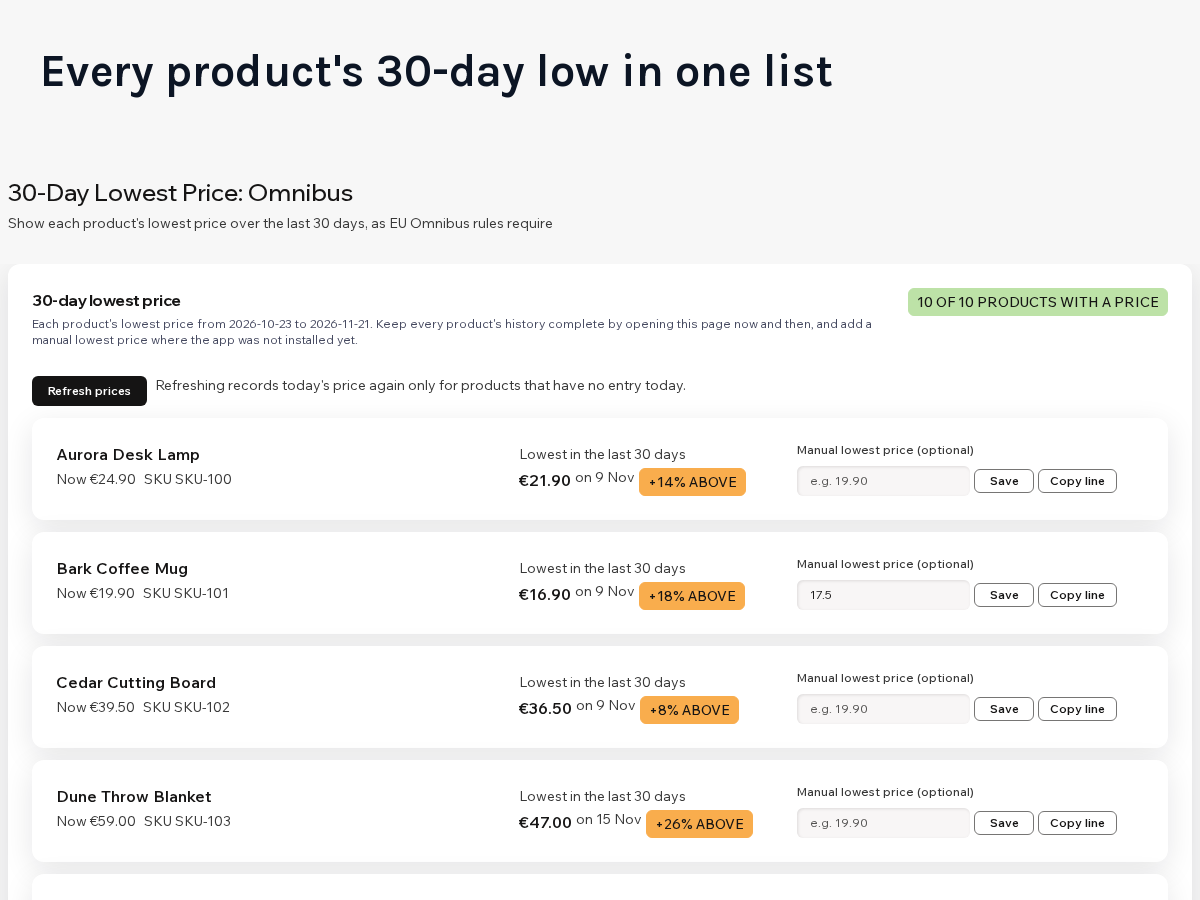 Every product's 30-day low in one list
30-Day Lowest Price: Omnibus
Show each product's lowest price over the last 30 days, as EU Omnibus rules require
30-day lowest price
10 OF 10 PRODUCTS WITH A PRICE
Each product's lowest price from 2026-10-23 to 2026-11-21. Keep every product's history complete by opening this page now and then, and add a
manual lowest price where the app was not installed yet.
Refresh prices
Refreshing records today's price again only for products that have no entry today.
Aurora Desk Lamp
Now €24.90 SKU SKU-100
Lowest in the last 30 days
€21.90 on 9 Nov +14% ABOVE
Manual lowest price (optional)
e.g. 19.90 Save Copy line
Bark Coffee Mug
Now €19.90 SKU SKU-101
Lowest in the last 30 days
€16.90 on 9 Nov +18% ABOVE
Manual lowest price (optional)
17.5 Save Copy line
Cedar Cutting Board
Now €39.50 SKU SKU-102
Lowest in the last 30 days
€36.50 on 9 Nov +8% ABOVE
Manual lowest price (optional)
e.g. 19.90 Save Copy line
Dune Throw Blanket
Now €59.00 SKU SKU-103
Lowest in the last 30 days
€47.00 on 15 Nov +26% ABOVE
Manual lowest price (optional)
e.g. 19.90 Save Copy line